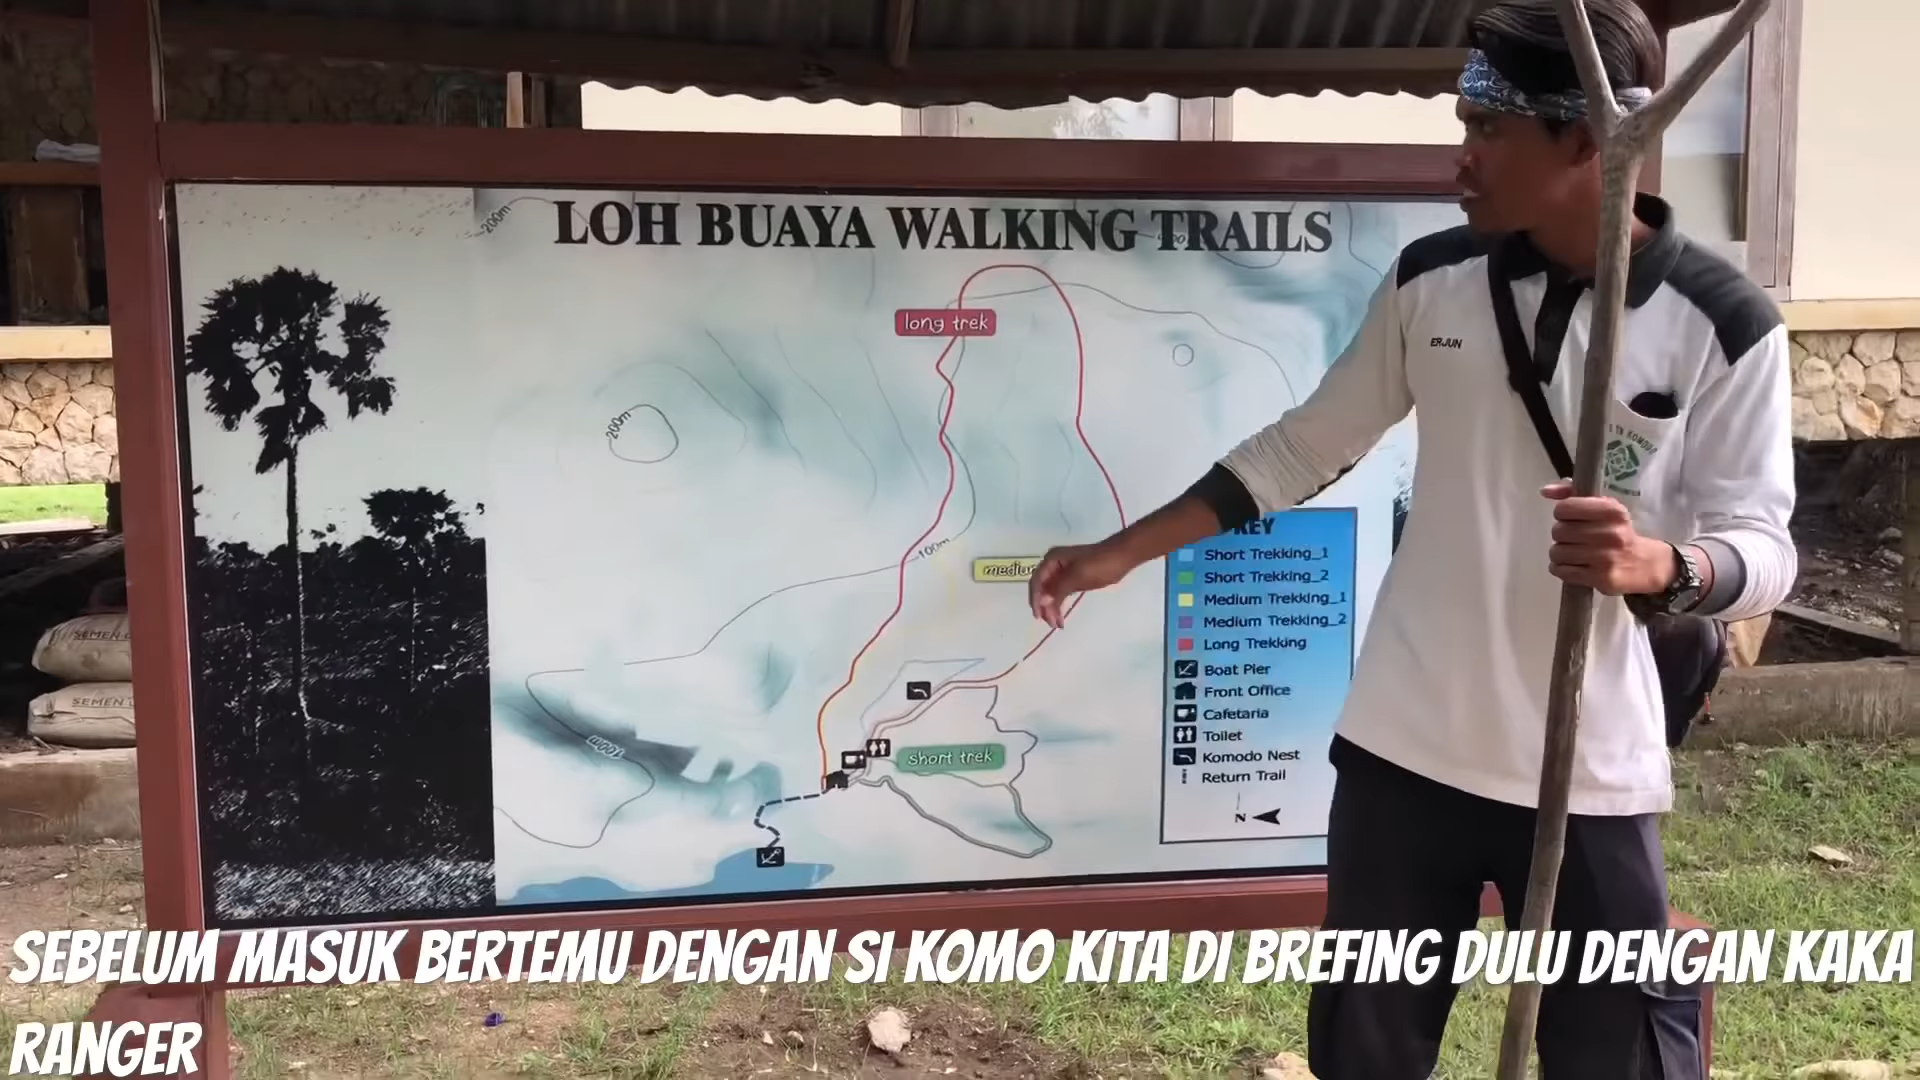 LOH BUAYA WALKING TRAILS
200m
long trek
ERJUN
200m
100m
KEY
Short Trekking_1
Short Trekking_2
Medium Trekking_1
Medium Trekking_2
Long Trekking
Boat Pier
Front Office
Cafetaria
Toilet
Komodo Nest
Return Trail
N
short trek
100m
SEMEN
SEMEN
SEBELUM MASUK BERTEMU DENGAN SI KOMO KITA DI BREFING DULU DENGAN KAKA
RANGER